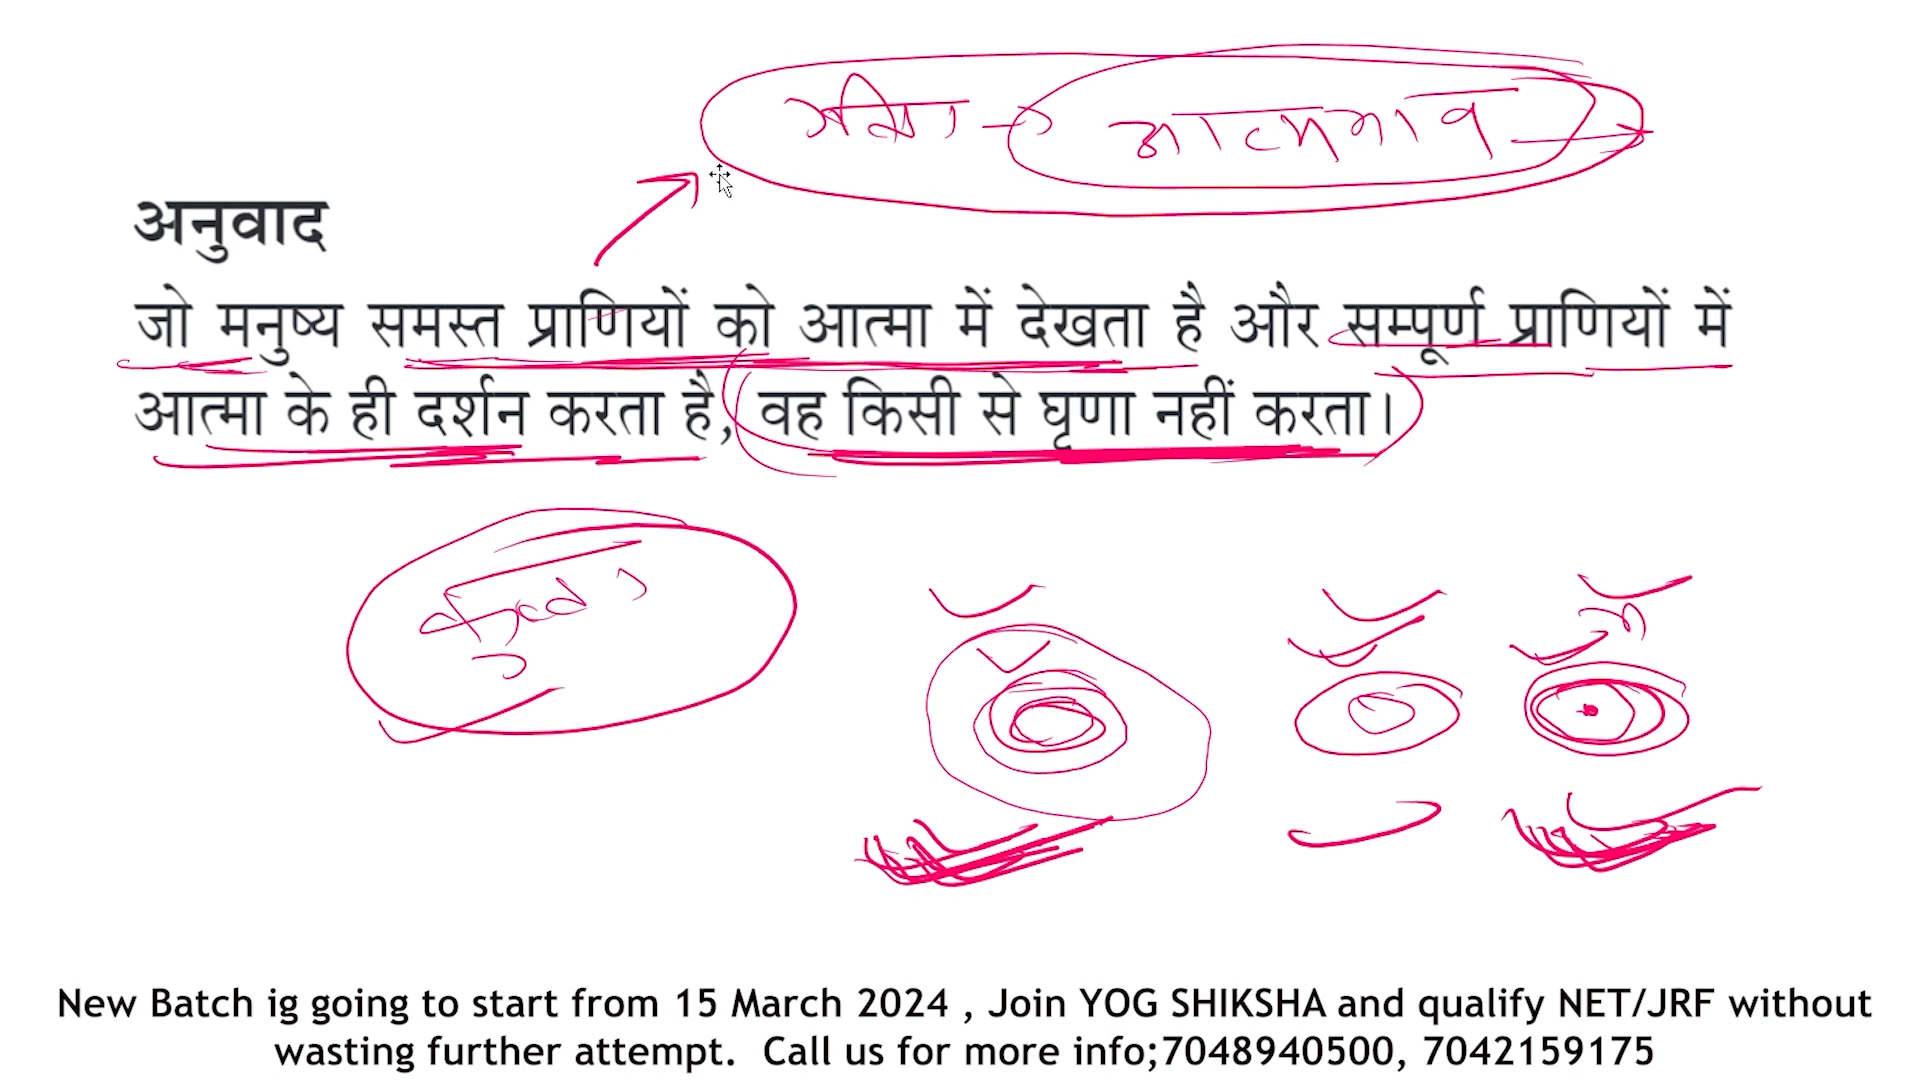 आत्मभाव
अनुवाद
जो मनुष्य समस्त प्राणियों को आत्मा में देखता है और सम्पूर्ण प्राणियों में
आत्मा के ही दर्शन करता है, वह किसी से घृणा नहीं करता।
New Batch ig going to start from 15 March 2024 , Join YOG SHIKSHA and qualify NET/JRF without
wasting further attempt. Call us for more info;7048940500, 7042159175